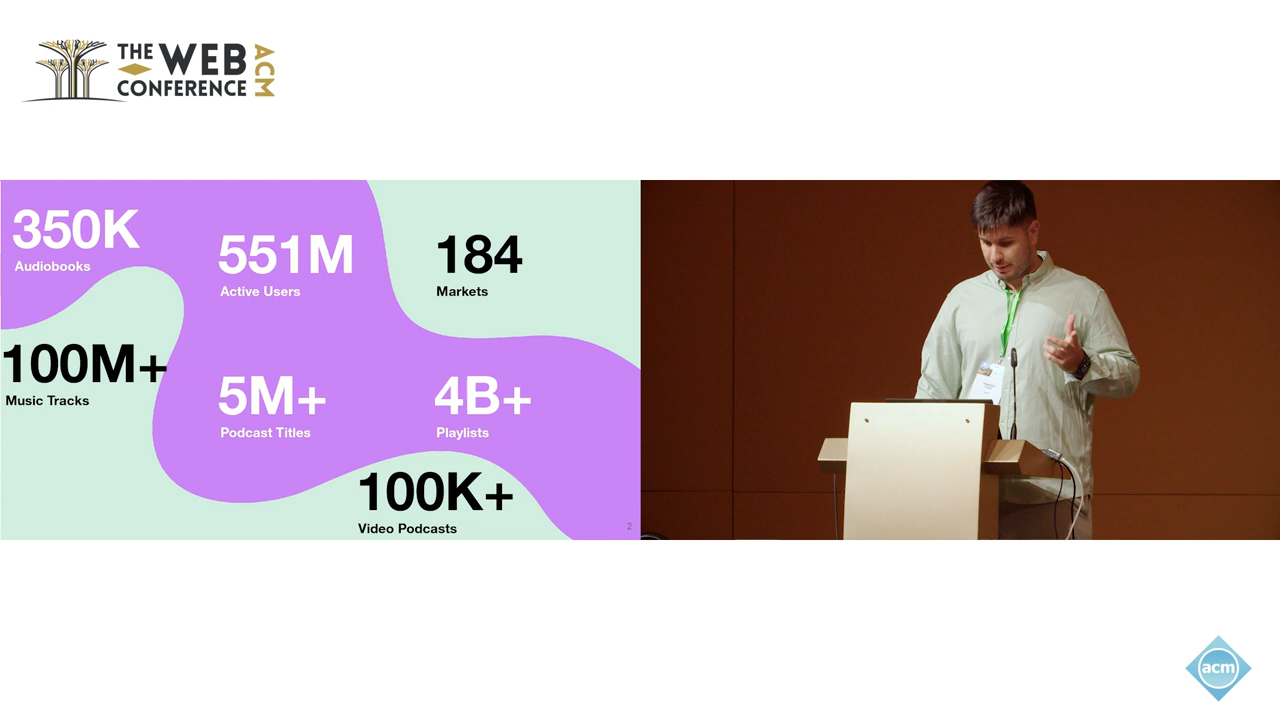 THE WEB
CONFERENCE
ACM
350K
Audiobooks
551M
Active Users
184
Markets
100M+
Music Tracks
5M+
Podcast Titles
4B+
Playlists
100K+
Video Podcasts
2
acm